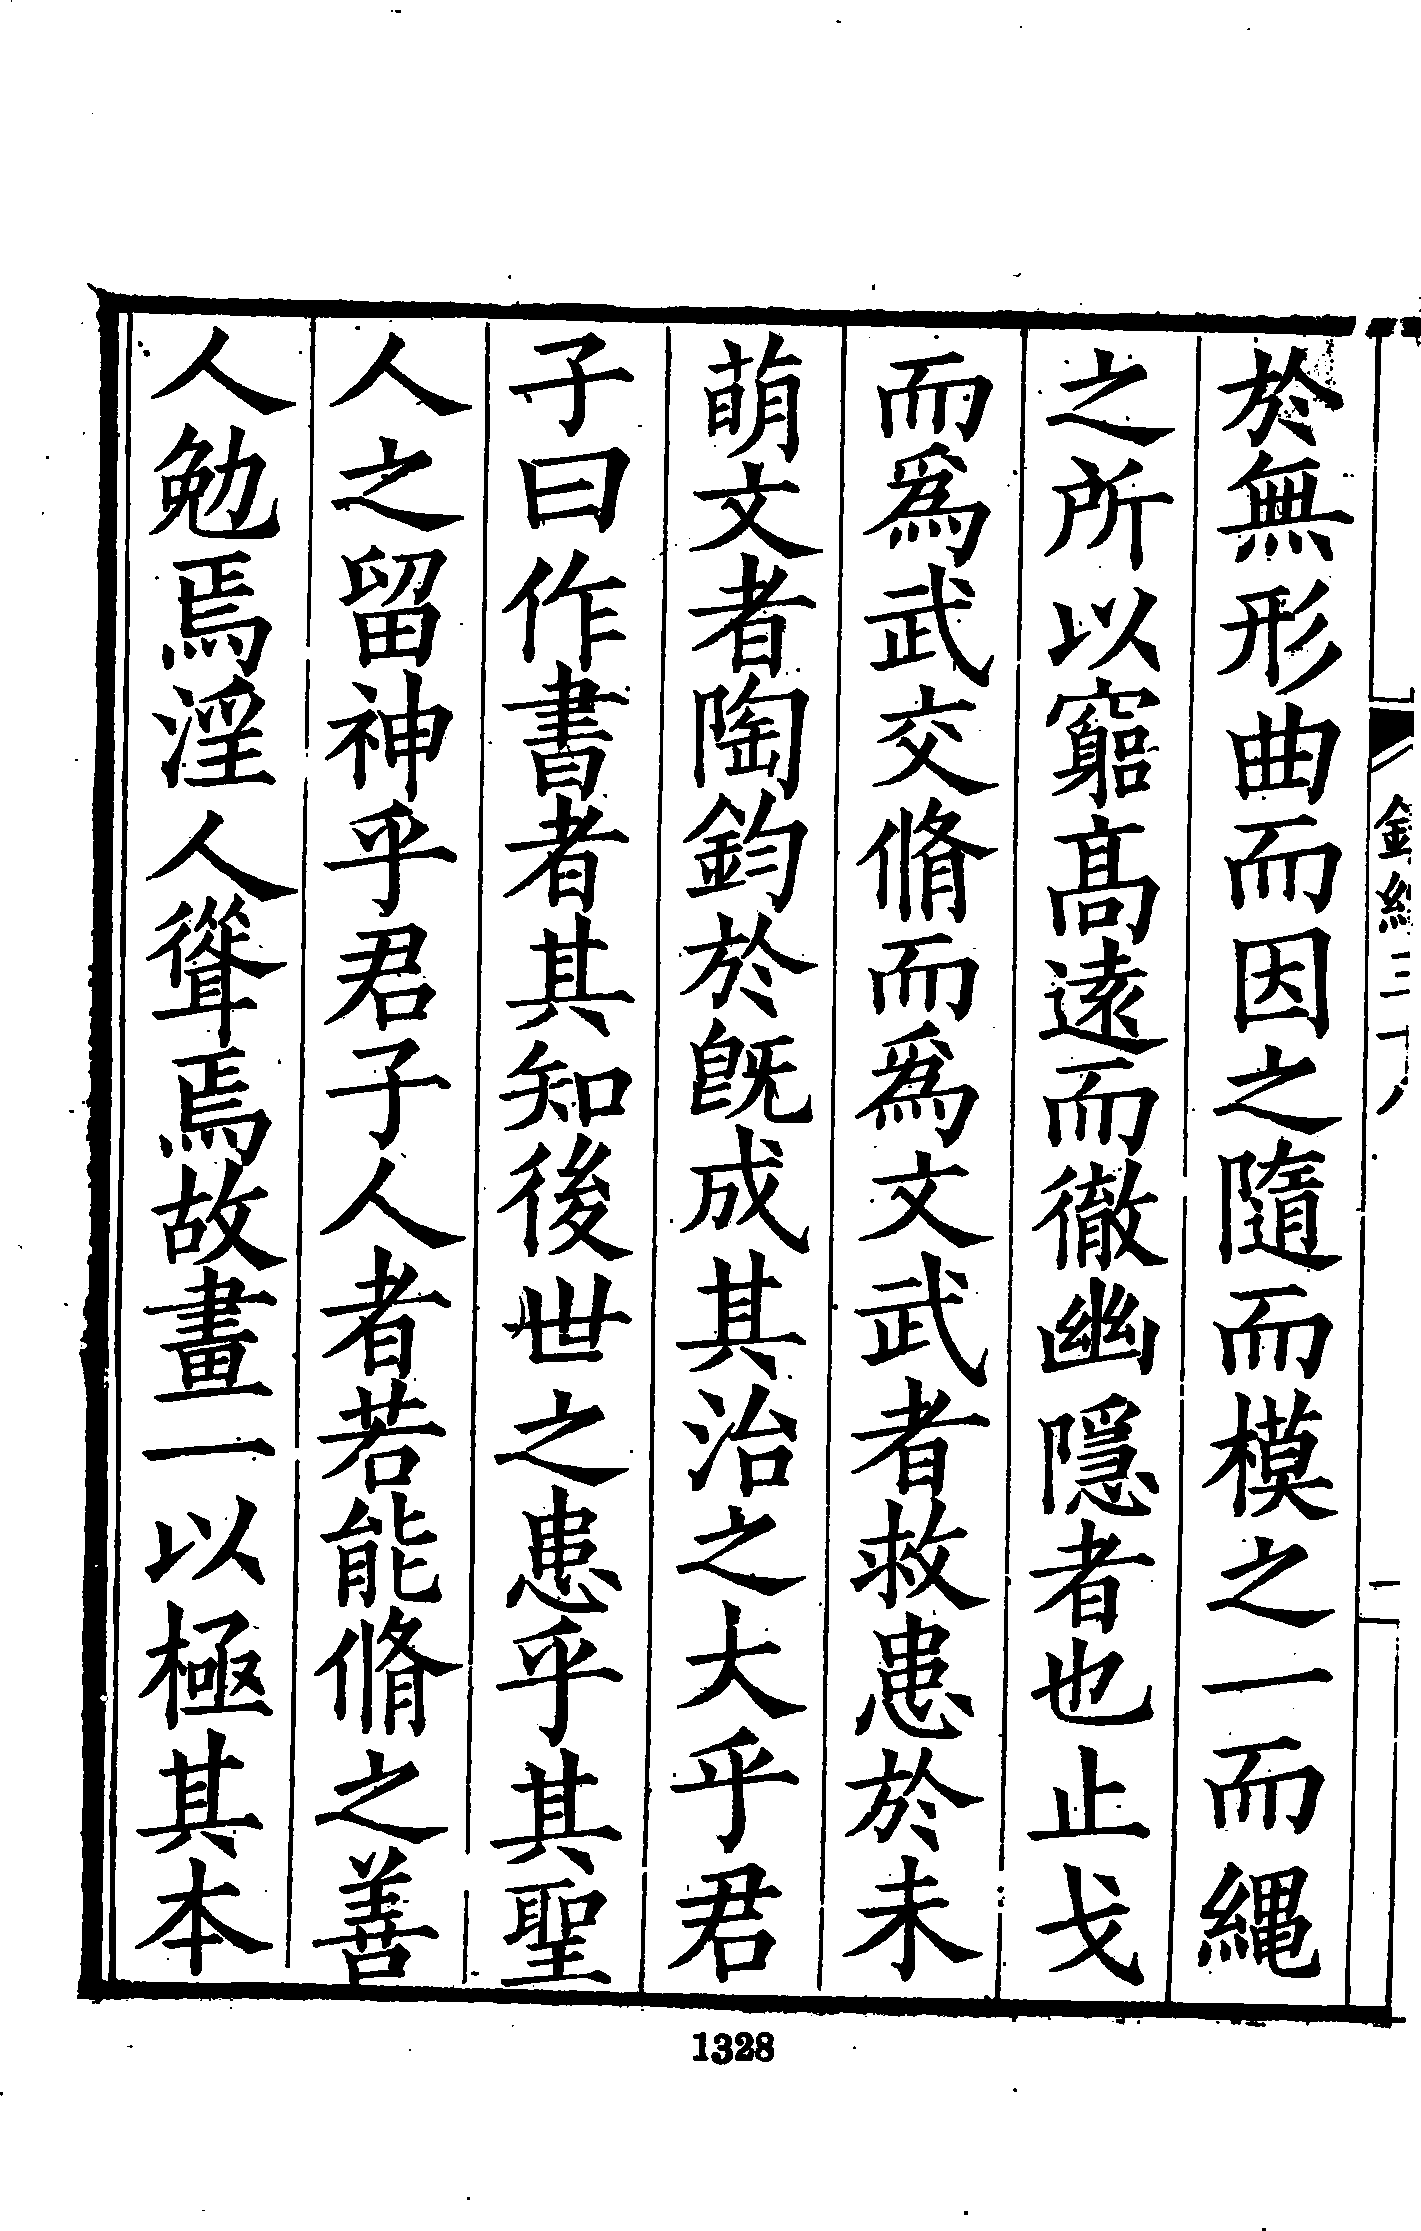 於無形曲而因之隨而模之一而繩
之所以窮髙逺而徹幽隱者也止戈
而爲武交脩而爲文武者救患於未
萌文者陶鈞於旣成其治之大乎君
子曰作書者其知後世之患乎其聖
人之留神乎君子人者若能脩之善
人勉焉淫人聳焉故畫一以極其本
1328